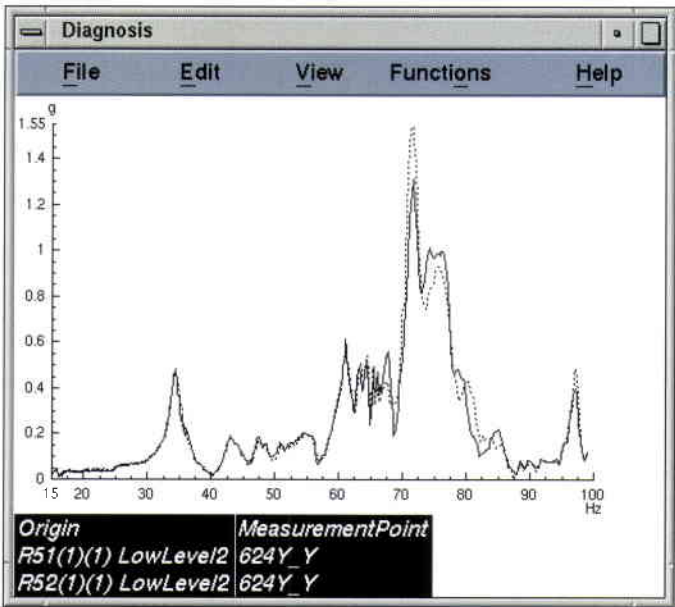 Diagnosis
File Edit View Functions Help
g
1.55
1.4
1.2
1
0.8
0.6
0.4
0.2
0
15 20 30 40 50 60 70 80 90 100
Hz
Origin MeasurementPoint
R51(1)(1) LowLevel2 624Y_Y
R52(1)(1) LowLevel2 624Y_Y